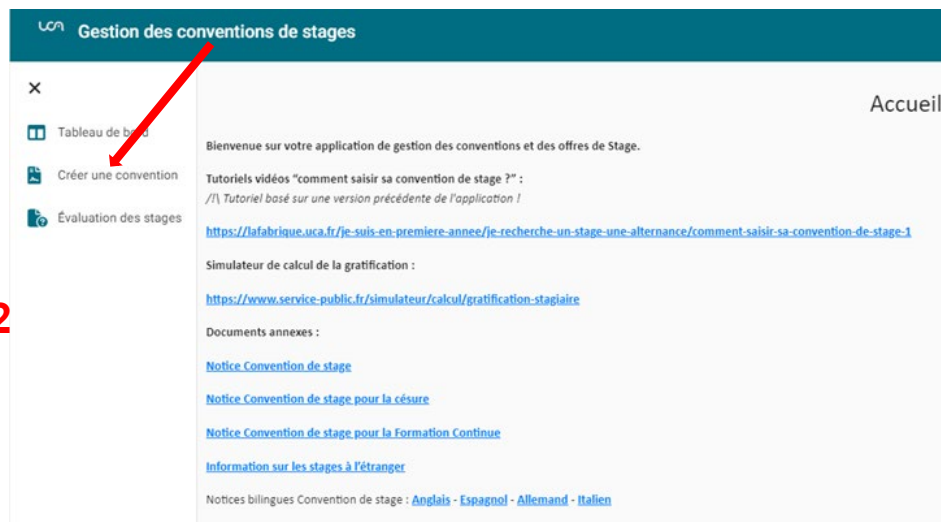 uca Gestion des conventions de stages
Accueil
Tableau de bord
Créer une convention
Évaluation des stages
2
Bienvenue sur votre application de gestion des conventions et des offres de Stage.
Tutoriels vidéos "comment saisir sa convention de stage ?" :
/!\ Tutoriel basé sur une version précédente de l'application !
https://lafabrique.uca.fr/je-suis-en-premiere-annee/je-recherche-un-stage-une-alternance/comment-saisir-sa-convention-de-stage-1
Simulateur de calcul de la gratification :
https://www.service-public.fr/simulateur/calcul/gratification-stagiaire
Documents annexes :
Notice Convention de stage
Notice Convention de stage pour la césure
Notice Convention de stage pour la Formation Continue
Information sur les stages à l'étranger
Notices bilingues Convention de stage : Anglais - Espagnol - Allemand - Italien